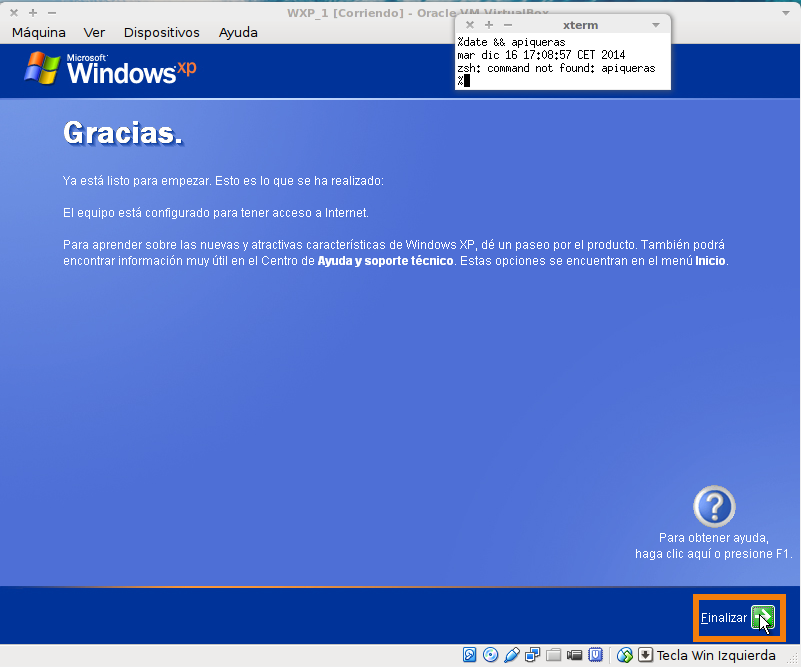 WXP_1 [Corriendo] - Oracle VM VirtualBox
Máquina Ver Dispositivos Ayuda
xterm
%date && apiqueras
mar dic 16 17:08:57 CET 2014
zsh: command not found: apiqueras
%
Microsoft
Windows xp
Gracias.
Ya está listo para empezar. Esto es lo que se ha realizado:
El equipo está configurado para tener acceso a Internet.
Para aprender sobre las nuevas y atractivas características de Windows XP, dé un paseo por el producto. También podrá
encontrar información muy útil en el Centro de Ayuda y soporte técnico. Estas opciones se encuentran en el menú Inicio.
Para obtener ayuda,
haga clic aquí o presione F1.
Finalizar
Tecla Win Izquierda